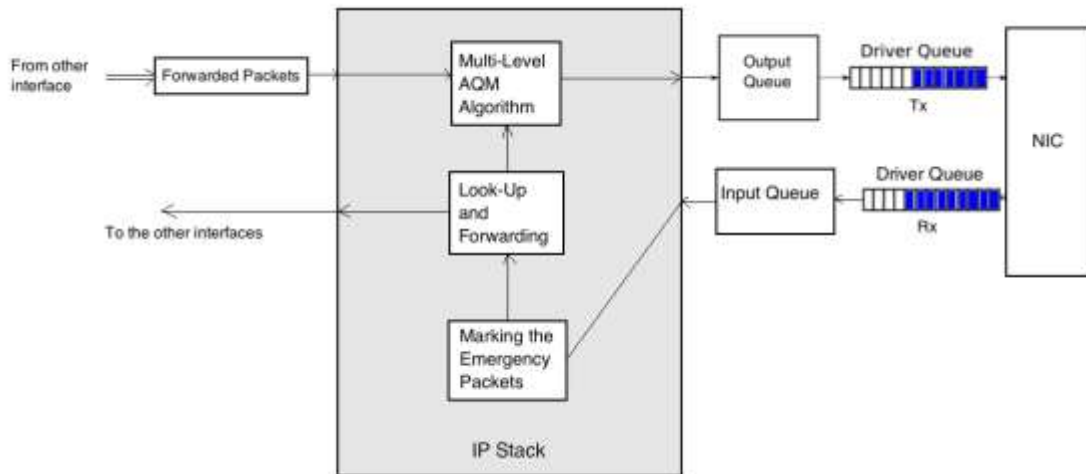 From other
interface
Forwarded Packets
Multi-Level
AQM
Algorithm
Output
Queue
Driver Queue
Tx
NIC
To the other interfaces
Look-Up
and
Forwarding
Input Queue
Driver Queue
Rx
Marking the
Emergency
Packets
IP Stack